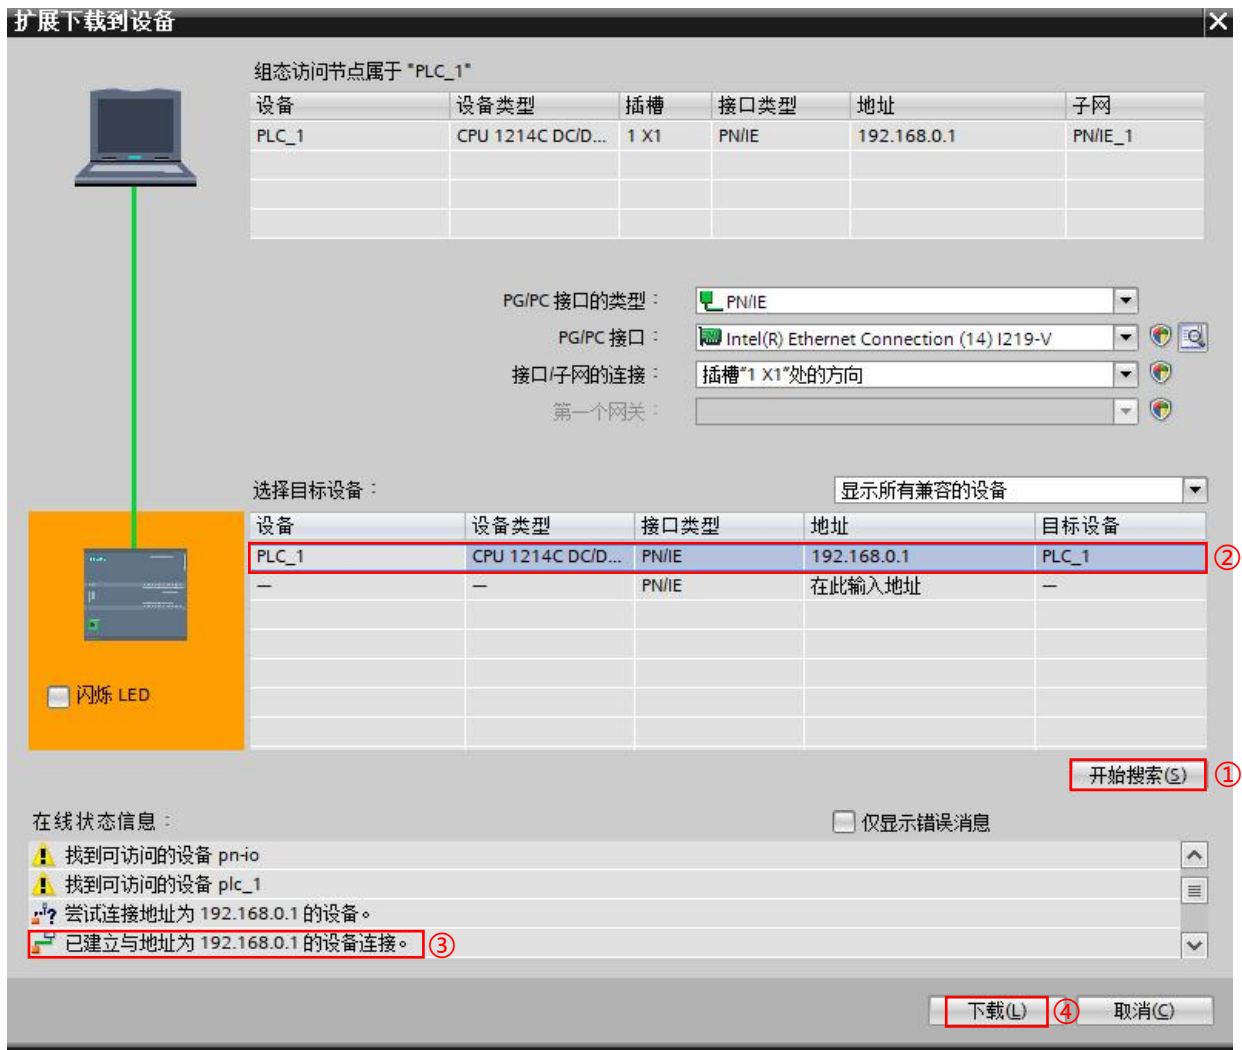 扩展下载到设备
组态访问节点属于 "PLC_1"
设备 设备类型 插槽 接口类型 地址 子网
PLC_1 CPU 1214C DC/D... 1 X1 PN/IE 192.168.0.1 PN/IE_1
PG/PC 接口的类型：  PN/IE
PG/PC 接口：  Intel(R) Ethernet Connection (14) I219-V
接口/子网的连接：  插槽"1 X1"处的方向
第一个网关：
选择目标设备：  显示所有兼容的设备
设备 设备类型 接口类型 地址 目标设备
PLC_1 CPU 1214C DC/D... PN/IE 192.168.0.1 PLC_1 ②
— — PN/IE 在此输入地址 —
闪烁 LED
开始搜索(S) ①
在线状态信息：  仅显示错误消息
找到可访问的设备 pn-io
找到可访问的设备 plc_1
尝试连接地址为 192.168.0.1 的设备。
已建立与地址为 192.168.0.1 的设备连接。 ③
下载(L) ④ 取消(C)